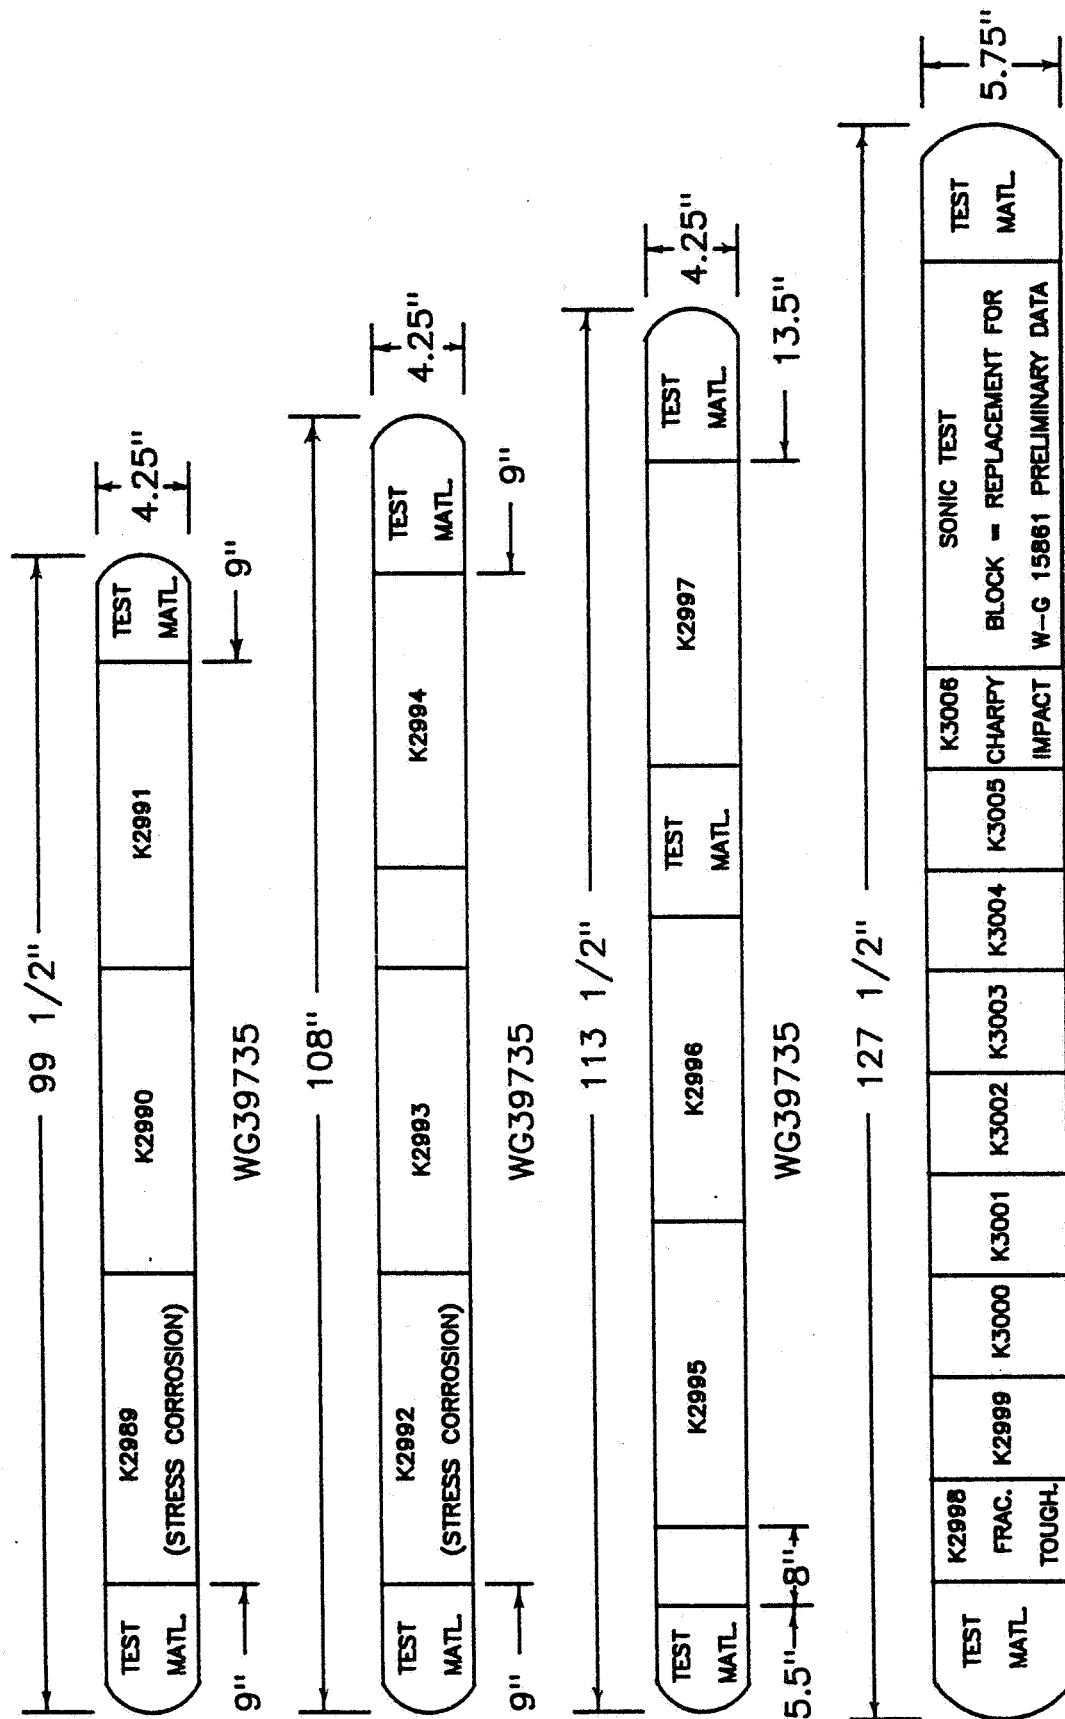 99 1/2"
TEST
MATL.
K2989
(STRESS CORROSION)
K2990
K2991
TEST
MATL.
4.25"
9"
WG39735
9"
108"
TEST
MATL.
K2992
(STRESS CORROSION)
K2993
K2994
TEST
MATL.
4.25"
9"
WG39735
9"
113 1/2"
TEST
MATL.
K2995
K2996
TEST
MATL.
K2997
TEST
MATL.
4.25"
5.5"
8"
WG39735
13.5"
127 1/2"
TEST
MATL.
K2998
FRAC.
TOUGH.
K2999
K3000
K3001
K3002
K3003
K3004
K3005
K3006
CHARPY
IMPACT
SONIC TEST
BLOCK = REPLACEMENT FOR
W-G 15861 PRELIMINARY DATA
TEST
MATL.
5.75"